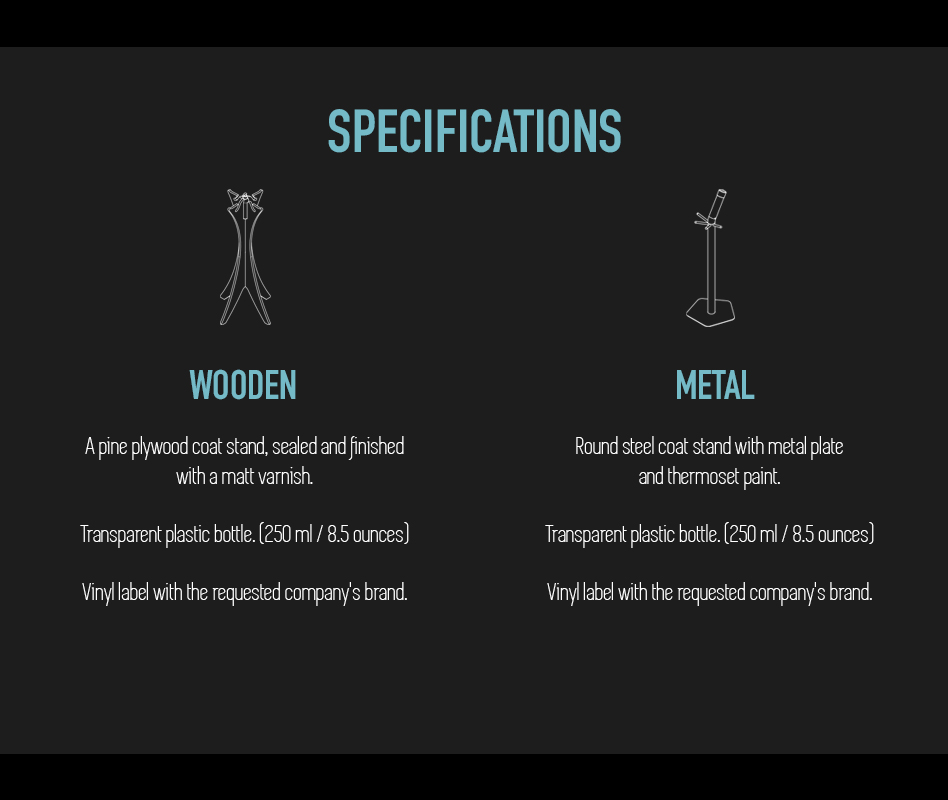 SPECIFICATIONS
WOODEN
A pine plywood coat stand, sealed and finished
with a matt varnish.
Transparent plastic bottle. (250 ml / 8.5 ounces)
Vinyl label with the requested company's brand.
METAL
Round steel coat stand with metal plate
and thermoset paint.
Transparent plastic bottle. (250 ml / 8.5 ounces)
Vinyl label with the requested company's brand.